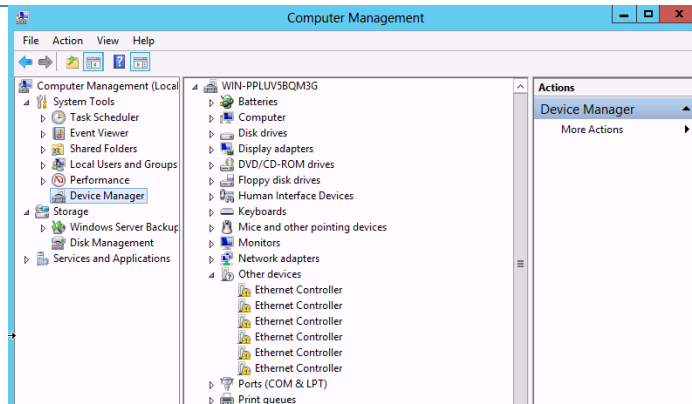 Computer Management
File Action View Help
Computer Management (Local
System Tools
Task Scheduler
Event Viewer
Shared Folders
Local Users and Groups
Performance
Device Manager
Storage
Windows Server Backup
Disk Management
Services and Applications
WIN-PPLUV5BQM3G
Batteries
Computer
Disk drives
Display adapters
DVD/CD-ROM drives
Floppy disk drives
Human Interface Devices
Keyboards
Mice and other pointing devices
Monitors
Network adapters
Other devices
Ethernet Controller
Ethernet Controller
Ethernet Controller
Ethernet Controller
Ethernet Controller
Ethernet Controller
Ports (COM & LPT)
Print queues
Actions
Device Manager
More Actions